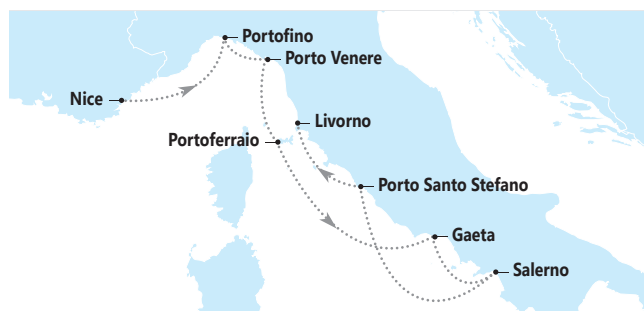 Portofino
Porto Venere
Nice
Livorno
Portoferraio
Porto Santo Stefano
Gaeta
Salerno